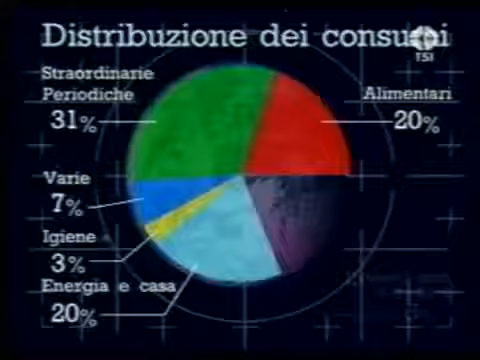 Distribuzione dei consumi
TSI
Straordinarie
Periodiche
31%
Alimentari
20%
Varie
7%
Igiene
3%
Energia e casa
20%